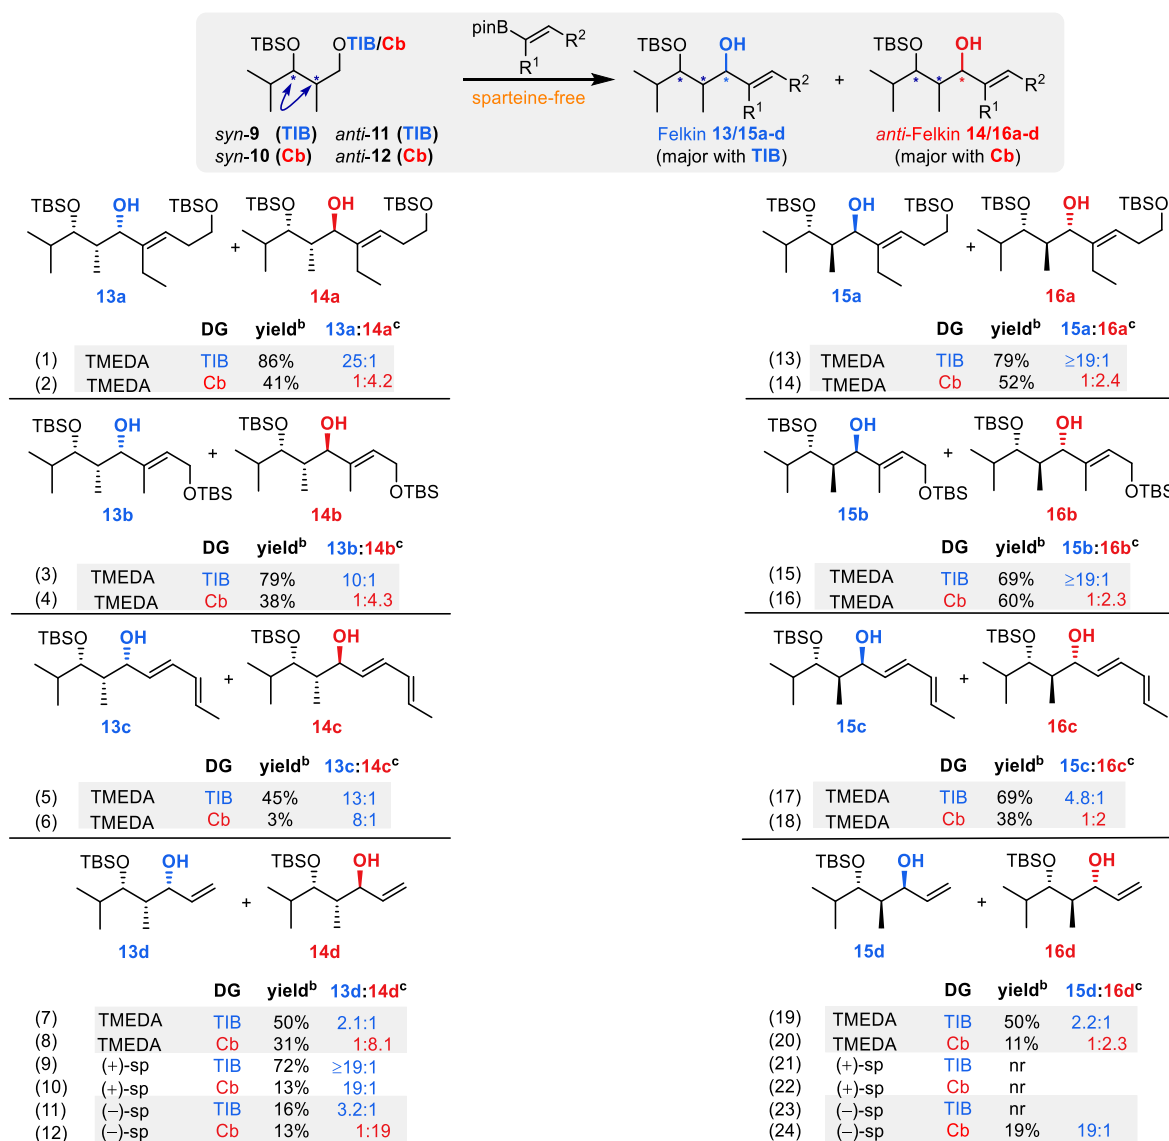 TBSO OTIB/Cb
* *
syn-9 (TIB) anti-11 (TIB)
syn-10 (Cb) anti-12 (Cb)
pinB R² R¹
sparteine-free
TBSO OH
* * * R² R¹
Felkin 13/15a-d
(major with TIB)
+
TBSO OH
* * * R² R¹
anti-Felkin 14/16a-d
(major with Cb)
TBSO OH TBSO
13a
+
TBSO OH TBSO
14a
DG yieldᵇ 13a:14aᶜ
(1) TMEDA TIB 86% 25:1
(2) TMEDA Cb 41% 1:4.2
TBSO OH
OTBS
13b
+
TBSO OH
OTBS
14b
DG yieldᵇ 13b:14bᶜ
(3) TMEDA TIB 79% 10:1
(4) TMEDA Cb 38% 1:4.3
TBSO OH
13c
+
TBSO OH
14c
DG yieldᵇ 13c:14cᶜ
(5) TMEDA TIB 45% 13:1
(6) TMEDA Cb 3% 8:1
TBSO OH
13d
+
TBSO OH
14d
DG yieldᵇ 13d:14dᶜ
(7) TMEDA TIB 50% 2.1:1
(8) TMEDA Cb 31% 1:8.1
(9) (+)-sp TIB 72% ≥19:1
(10) (+)-sp Cb 13% 19:1
(11) (−)-sp TIB 16% 3.2:1
(12) (−)-sp Cb 13% 1:19
TBSO OH TBSO
15a
+
TBSO OH TBSO
16a
DG yieldᵇ 15a:16aᶜ
(13) TMEDA TIB 79% ≥19:1
(14) TMEDA Cb 52% 1:2.4
TBSO OH
OTBS
15b
+
TBSO OH
OTBS
16b
DG yieldᵇ 15b:16bᶜ
(15) TMEDA TIB 69% ≥19:1
(16) TMEDA Cb 60% 1:2.3
TBSO OH
15c
+
TBSO OH
16c
DG yieldᵇ 15c:16cᶜ
(17) TMEDA TIB 69% 4.8:1
(18) TMEDA Cb 38% 1:2
TBSO OH
15d
+
TBSO OH
16d
DG yieldᵇ 15d:16dᶜ
(19) TMEDA TIB 50% 2.2:1
(20) TMEDA Cb 11% 1:2.3
(21) (+)-sp TIB nr
(22) (+)-sp Cb nr
(23) (−)-sp TIB nr
(24) (−)-sp Cb 19% 19:1